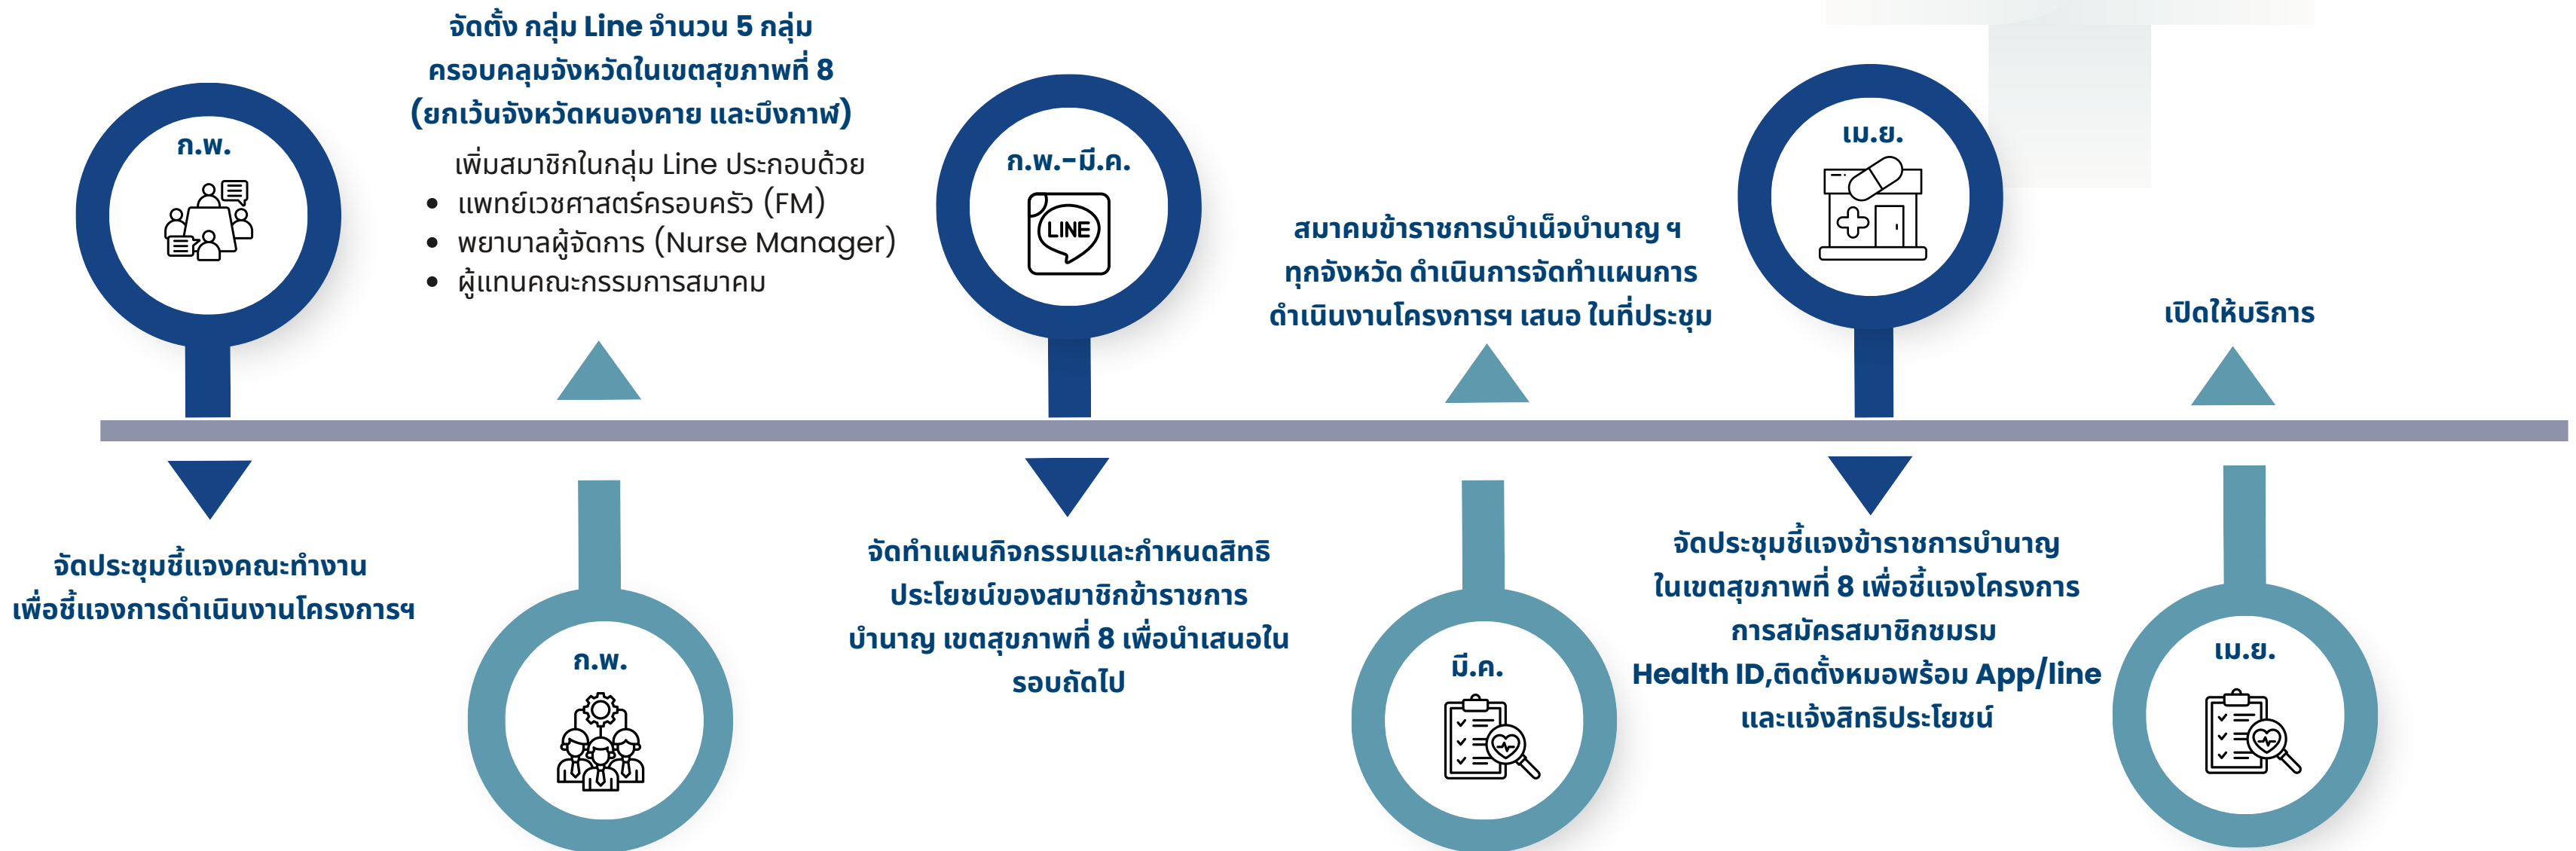 ก.พ.
จัดประชุมชี้แจงคณะทำงาน
เพื่อชี้แจงการดำเนินงานโครงการฯ
จัดตั้ง กลุ่ม Line จำนวน 5 กลุ่ม
ครอบคลุมจังหวัดในเขตสุขภาพที่ 8
(ยกเว้นจังหวัดหนองคาย และบึงกาฬ)
เพิ่มสมาชิกในกลุ่ม Line ประกอบด้วย
• แพทย์เวชศาสตร์ครอบครัว (FM)
• พยาบาลผู้จัดการ (Nurse Manager)
• ผู้แทนคณะกรรมการสมาคม
ก.พ.
ก.พ.-มี.ค.
LINE
จัดทำแผนกิจกรรมและกำหนดสิทธิ
ประโยชน์ของสมาชิกข้าราชการ
บำนาญ เขตสุขภาพที่ 8 เพื่อนำเสนอใน
รอบถัดไป
สมาคมข้าราชการบำเน็จบำนาญ ฯ
ทุกจังหวัด ดำเนินการจัดทำแผนการ
ดำเนินงานโครงการฯ เสนอ ในที่ประชุม
มี.ค.
เม.ย.
จัดประชุมชี้แจงข้าราชการบำนาญ
ในเขตสุขภาพที่ 8 เพื่อชี้แจงโครงการ
การสมัครสมาชิกชมรม
Health ID,ติดตั้งหมอพร้อม App/line
และแจ้งสิทธิประโยชน์
เปิดให้บริการ
เม.ย.